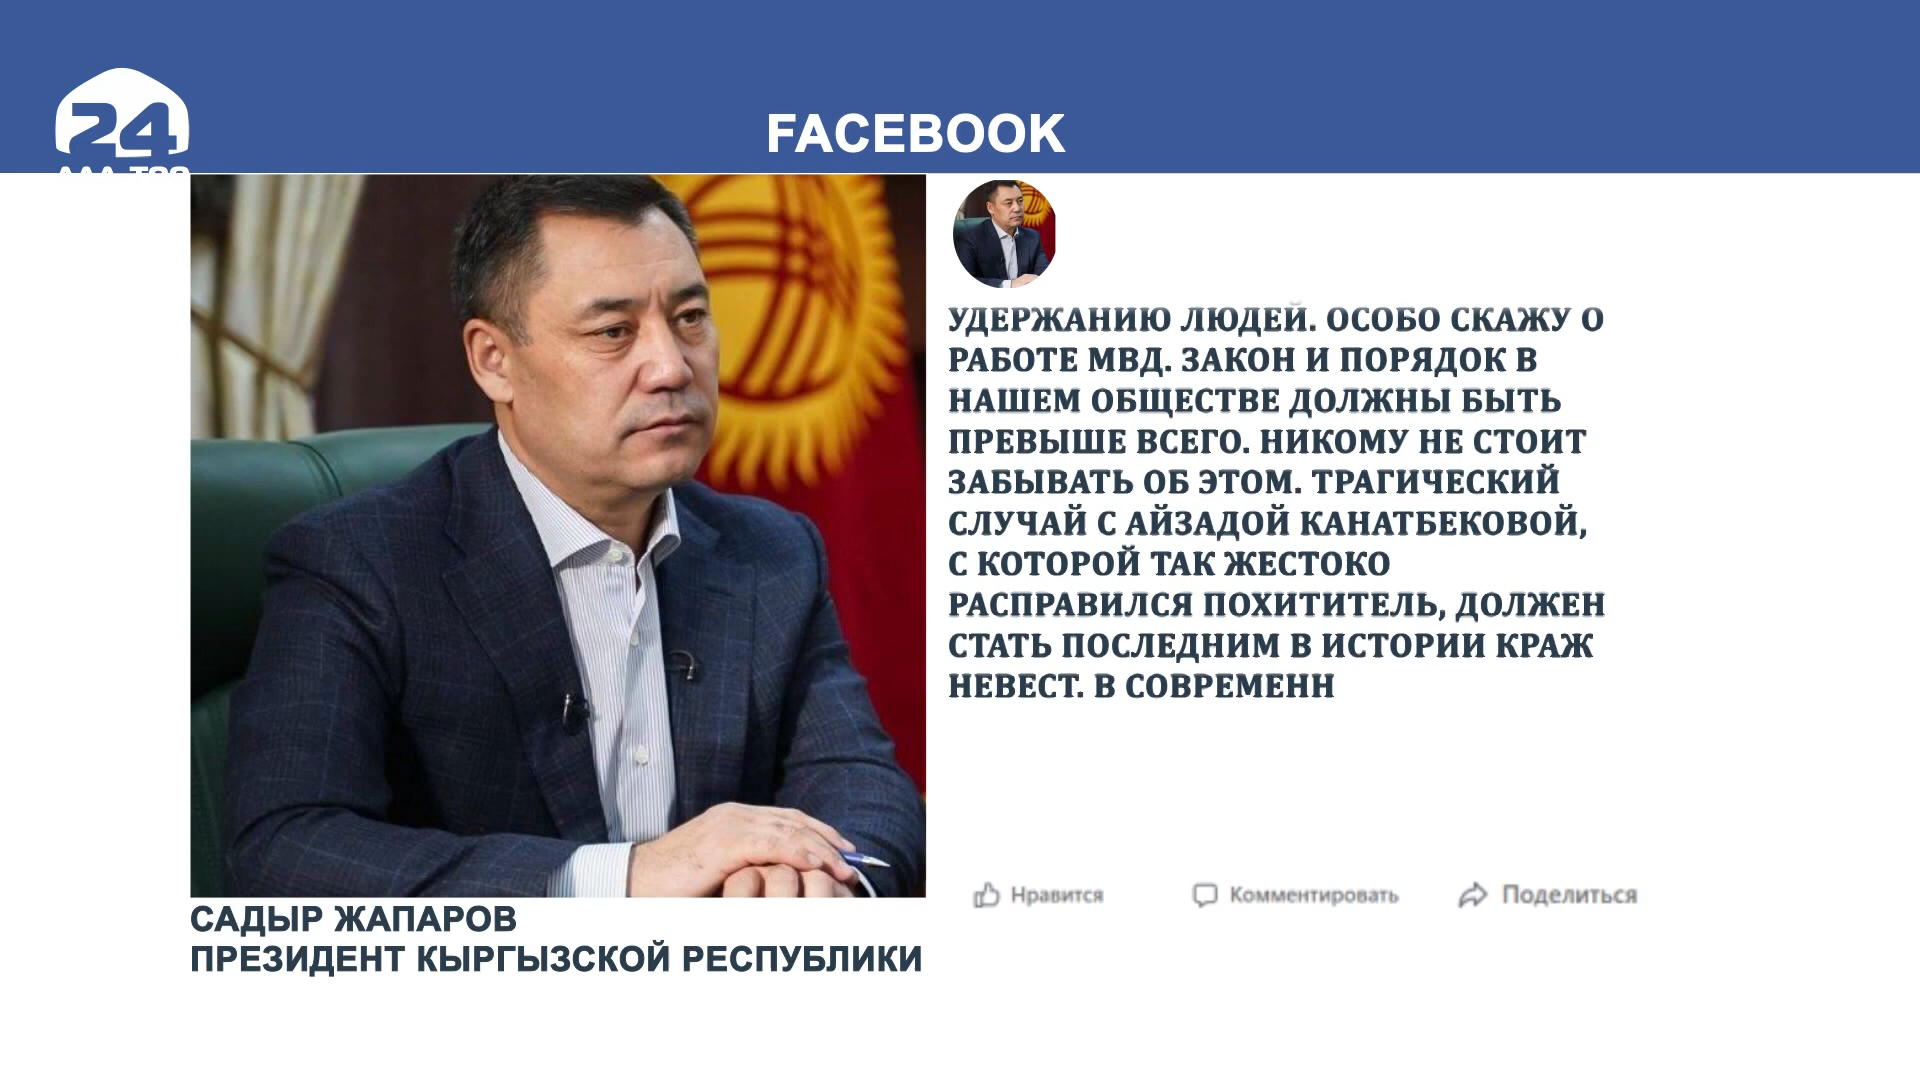 24
FACEBOOK
УДЕРЖАНИЮ ЛЮДЕЙ. ОСОБО СКАЖУ О
РАБОТЕ МВД. ЗАКОН И ПОРЯДОК В
НАШЕМ ОБЩЕСТВЕ ДОЛЖНЫ БЫТЬ
ПРЕВЫШЕ ВСЕГО. НИКОМУ НЕ СТОИТ
ЗАБЫВАТЬ ОБ ЭТОМ. ТРАГИЧЕСКИЙ
СЛУЧАЙ С АЙЗАДОЙ КАНАТБЕКОВОЙ,
С КОТОРОЙ ТАК ЖЕСТОКО
РАСПРАВИЛСЯ ПОХИТИТЕЛЬ, ДОЛЖЕН
СТАТЬ ПОСЛЕДНИМ В ИСТОРИИ КРАЖ
НЕВЕСТ. В СОВРЕМЕНН
Нравится Комментировать Поделиться
САДЫР ЖАПАРОВ
ПРЕЗИДЕНТ КЫРГЫЗСКОЙ РЕСПУБЛИКИ